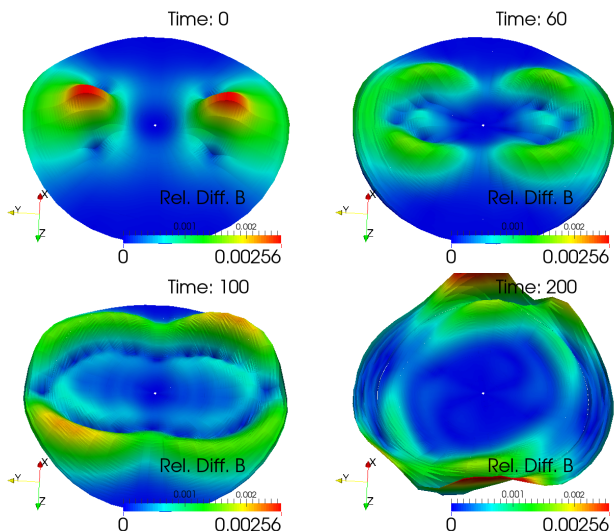 Time: 0
Rel. Diff. B
X
Y
Z
0.001 0.002
0 0.00256
Time: 60
Rel. Diff. B
X
Y
Z
0.001 0.002
0 0.00256
Time: 100
Rel. Diff. B
X
Y
Z
0.001 0.002
0 0.00256
Time: 200
Rel. Diff. B
X
Y
Z
0.001 0.002
0 0.00256